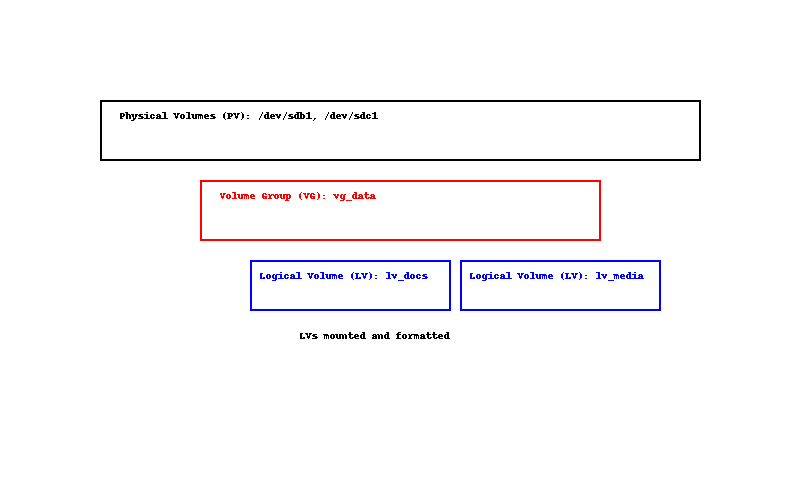 Physical Volumes (PV): /dev/sdb1, /dev/sdc1
Volume Group (VG): vg_data
Logical Volume (LV): lv_docs
Logical Volume (LV): lv_media
LVs mounted and formatted